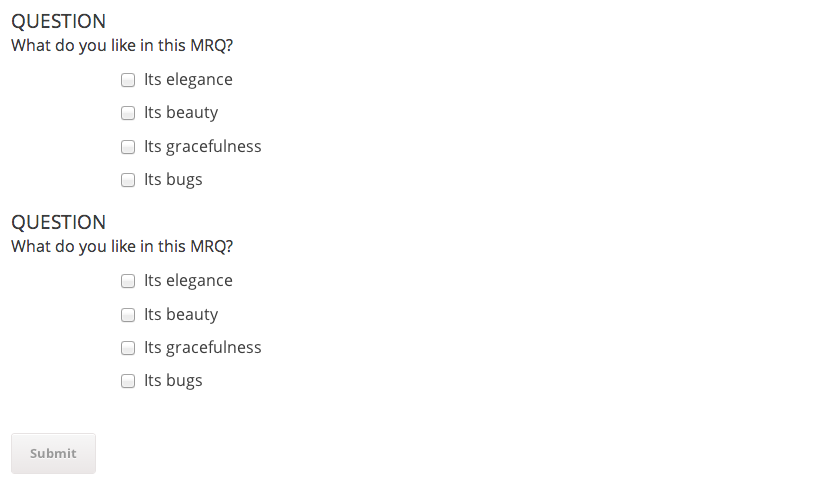 QUESTION
What do you like in this MRQ?
Its elegance
Its beauty
Its gracefulness
Its bugs
QUESTION
What do you like in this MRQ?
Its elegance
Its beauty
Its gracefulness
Its bugs
Submit